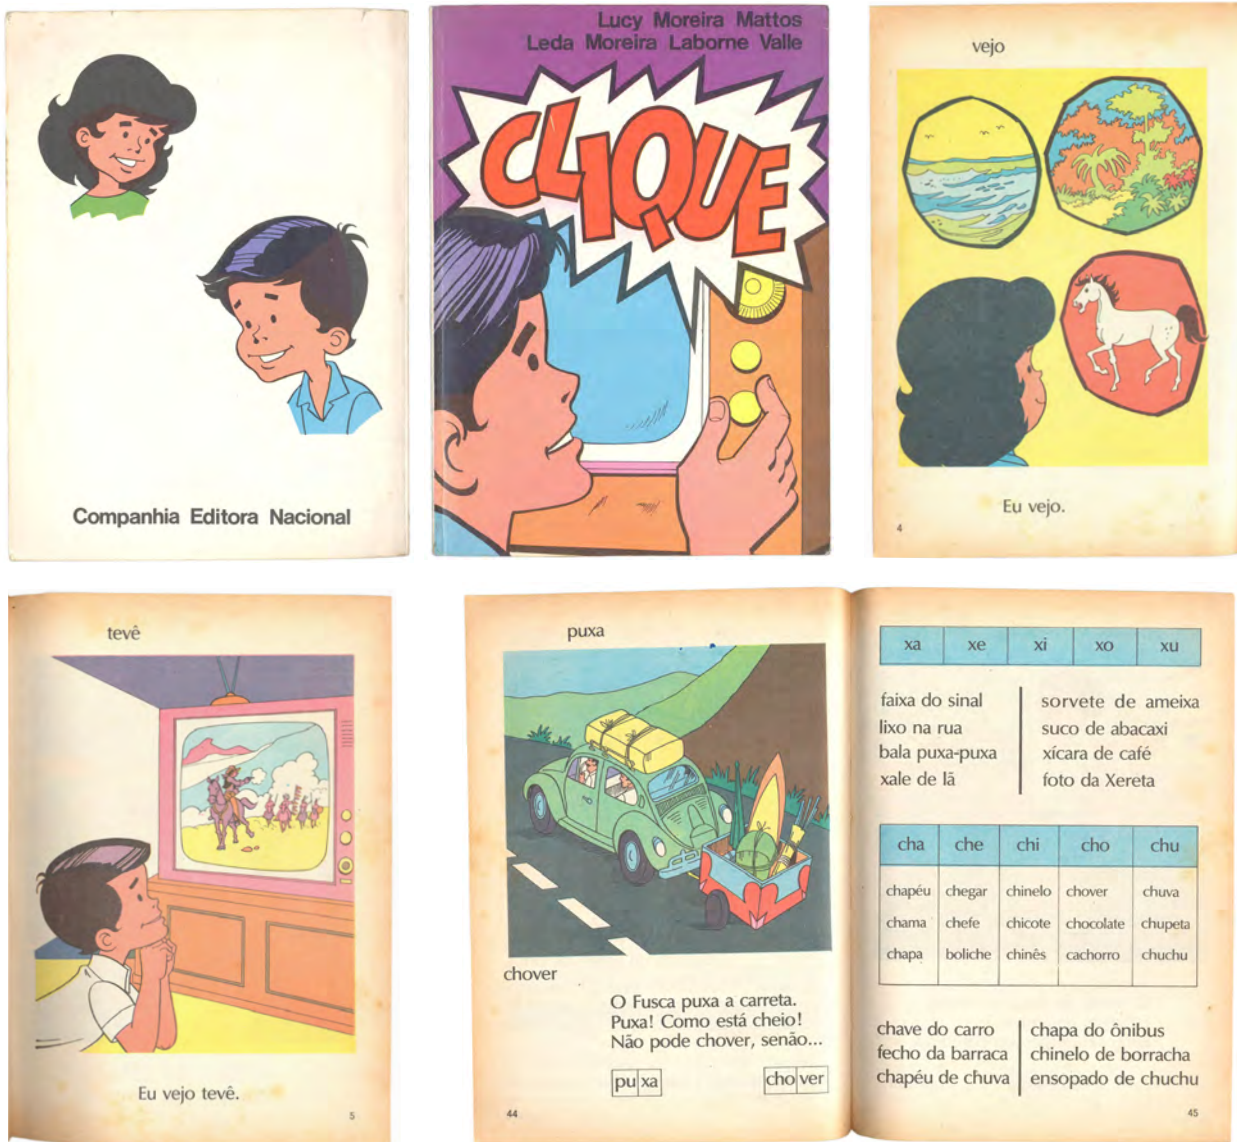 Companhia Editora Nacional
Lucy Moreira Mattos
Leda Moreira Laborne Valle
CLIQUE
vejo
Eu vejo.
4
tevê
Eu vejo tevê.
5
puxa
chover
O Fusca puxa a carreta.
Puxa! Como está cheio!
Não pode chover, senão...
pu xa
cho ver
44
xa xe xi xo xu
faixa do sinal
lixo na rua
bala puxa-puxa
xale de lã
sorvete de ameixa
suco de abacaxi
xícara de café
foto da Xereta
cha che chi cho chu
chapéu chegar chinelo chover chuva
chama chefe chicote chocolate chupeta
chapa boliche chinês cachorro chuchu
chave do carro
fecho da barraca
chapéu de chuva
chapa do ônibus
chinelo de borracha
ensopado de chuchu
45